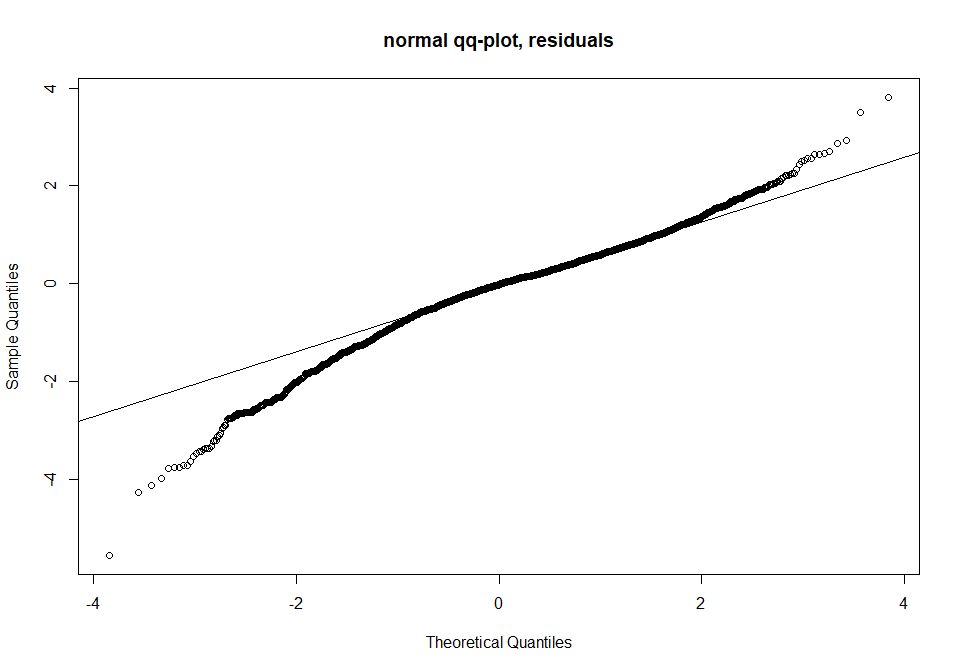 normal qq-plot, residuals
4
2
0
-2
-4
Sample Quantiles
-4 -2 0 2 4
Theoretical Quantiles